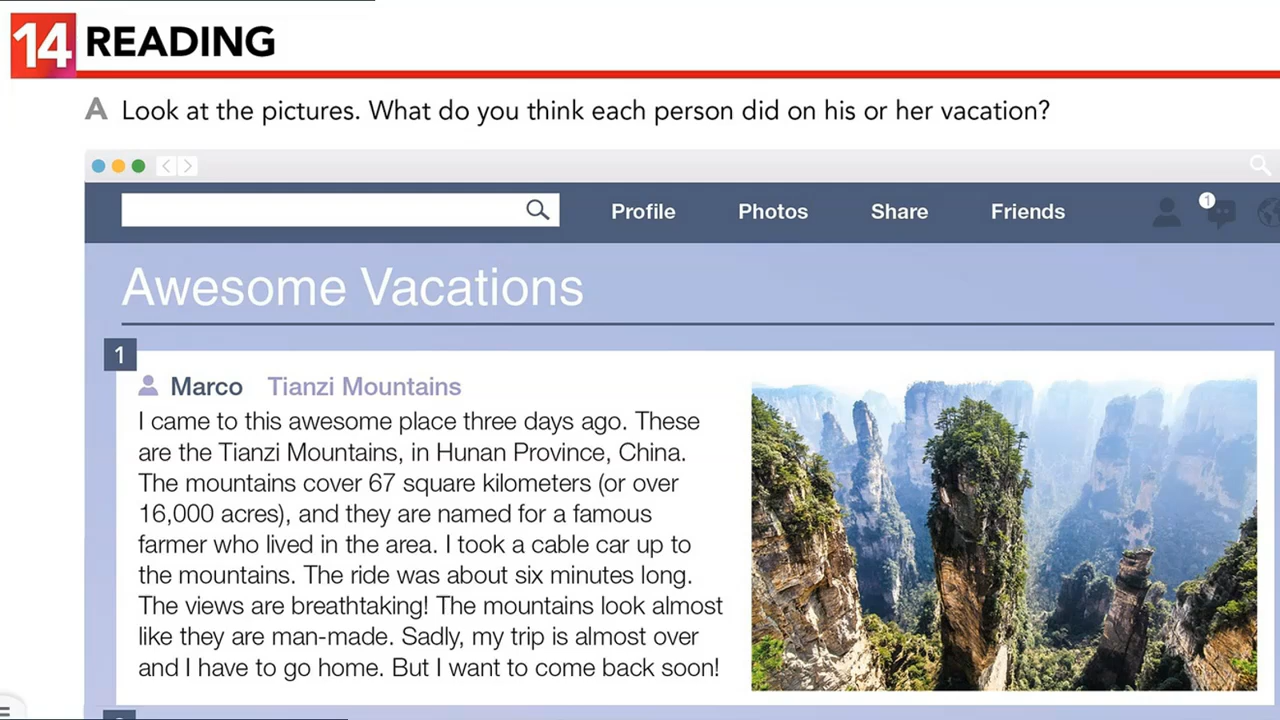 14 READING
A Look at the pictures. What do you think each person did on his or her vacation?
Profile Photos Share Friends 1
Awesome Vacations
1
Marco Tianzi Mountains
I came to this awesome place three days ago. These
are the Tianzi Mountains, in Hunan Province, China.
The mountains cover 67 square kilometers (or over
16,000 acres), and they are named for a famous
farmer who lived in the area. I took a cable car up to
the mountains. The ride was about six minutes long.
The views are breathtaking! The mountains look almost
like they are man-made. Sadly, my trip is almost over
and I have to go home. But I want to come back soon!